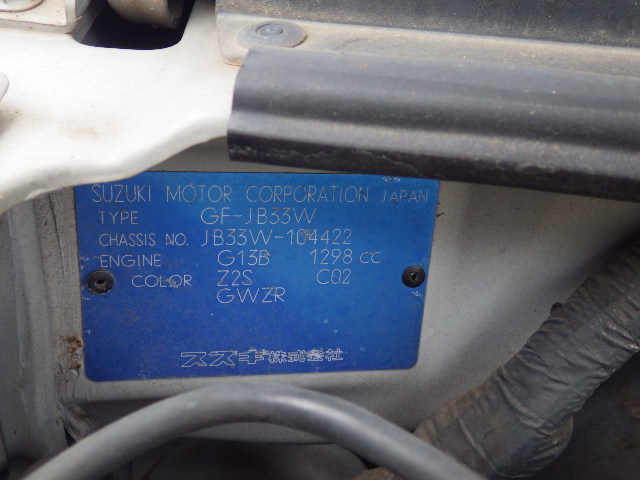 SUZUKI MOTOR CORPORATION JAPAN
TYPE GF-JB33W
CHASSIS NO. JB33W-104422
ENGINE G13B 1298 CC
COLOR Z2S C02
GWZR
スズキ株式会社